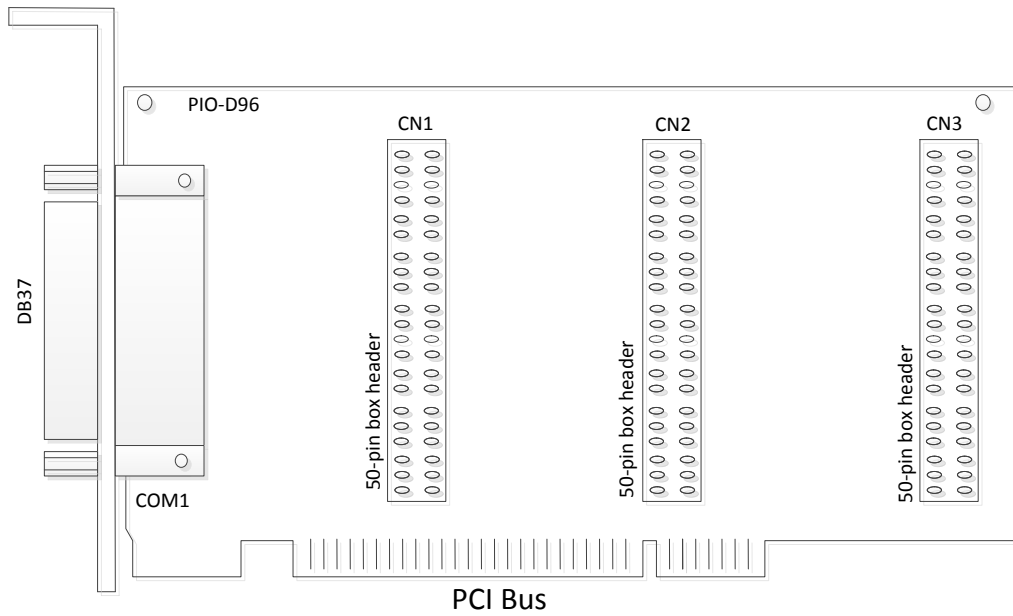 PIO-D96
CN1
CN2
CN3
DB37
50-pin box header
50-pin box header
50-pin box header
COM1
PCI Bus